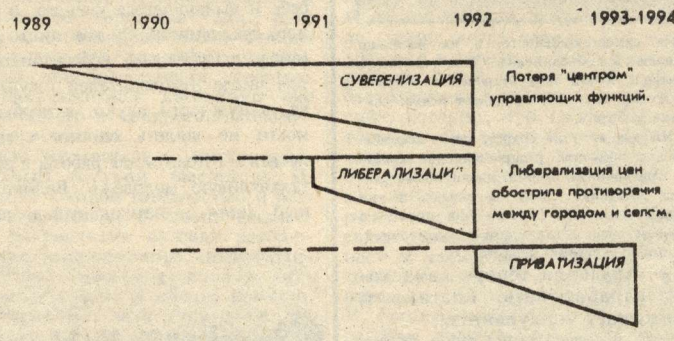 1989 1990 1991 1992 1993-1994
СУВЕРЕНИЗАЦИЯ
Потеря "центром"
управляющих функций.
ЛИБЕРАЛИЗАЦИ
Либерализация цен
обострила противоречия
между городом и селом.
ПРИВАТИЗАЦИЯ